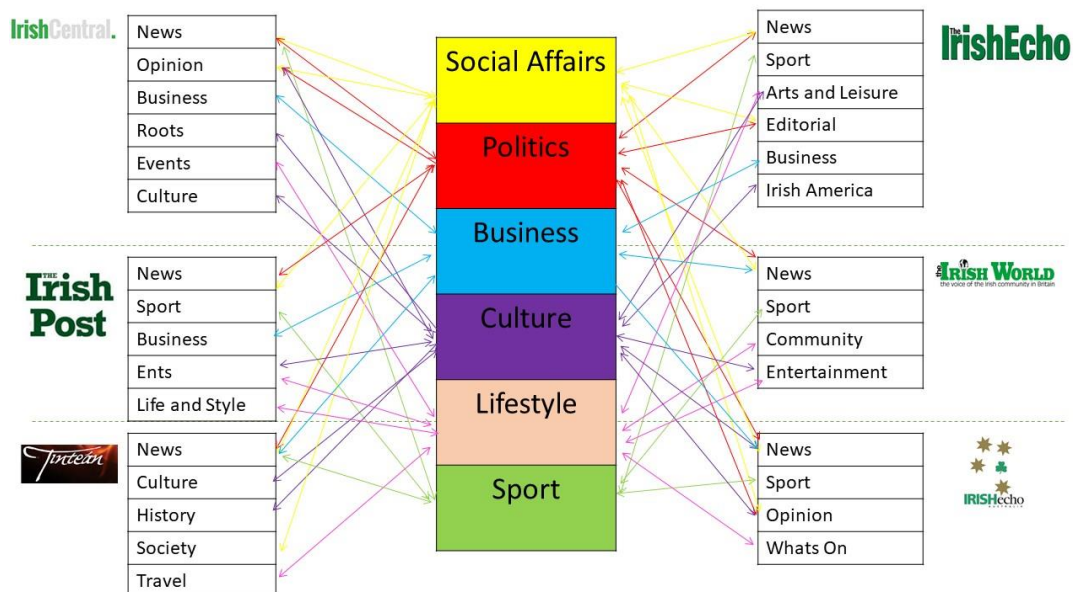 IrishCentral.
News
Opinion
Business
Roots
Events
Culture
THE
Irish
Post
News
Sport
Business
Ents
Life and Style
Tinteán
News
Culture
History
Society
Travel
Social Affairs
Politics
Business
Culture
Lifestyle
Sport
News
Sport
Arts and Leisure
Editorial
Business
Irish America
The
IrishEcho
News
Sport
Community
Entertainment
the IRISH WORLD
the voice of the irish community in Britain
News
Sport
Opinion
Whats On
IRISHecho
AUSTRALIA